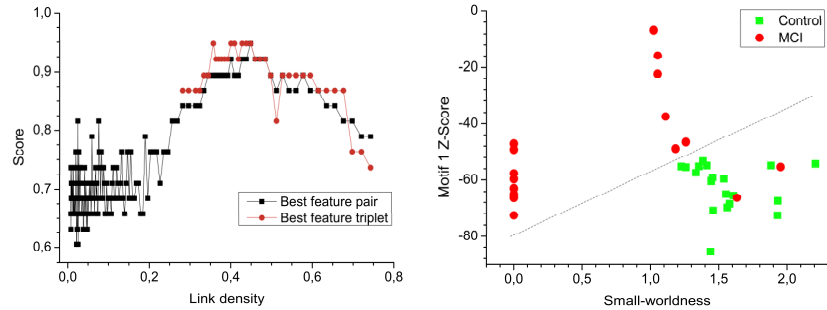 1,0
0,9
0,8
0,7
0,6
Score
0,0 0,2 0,4 0,6 0,8
Link density
Best feature pair
Best feature triplet
0
-20
-40
-60
-80
Motif 1 Z-Score
0,0 0,5 1,0 1,5 2,0
Small-worldness
Control
MCI